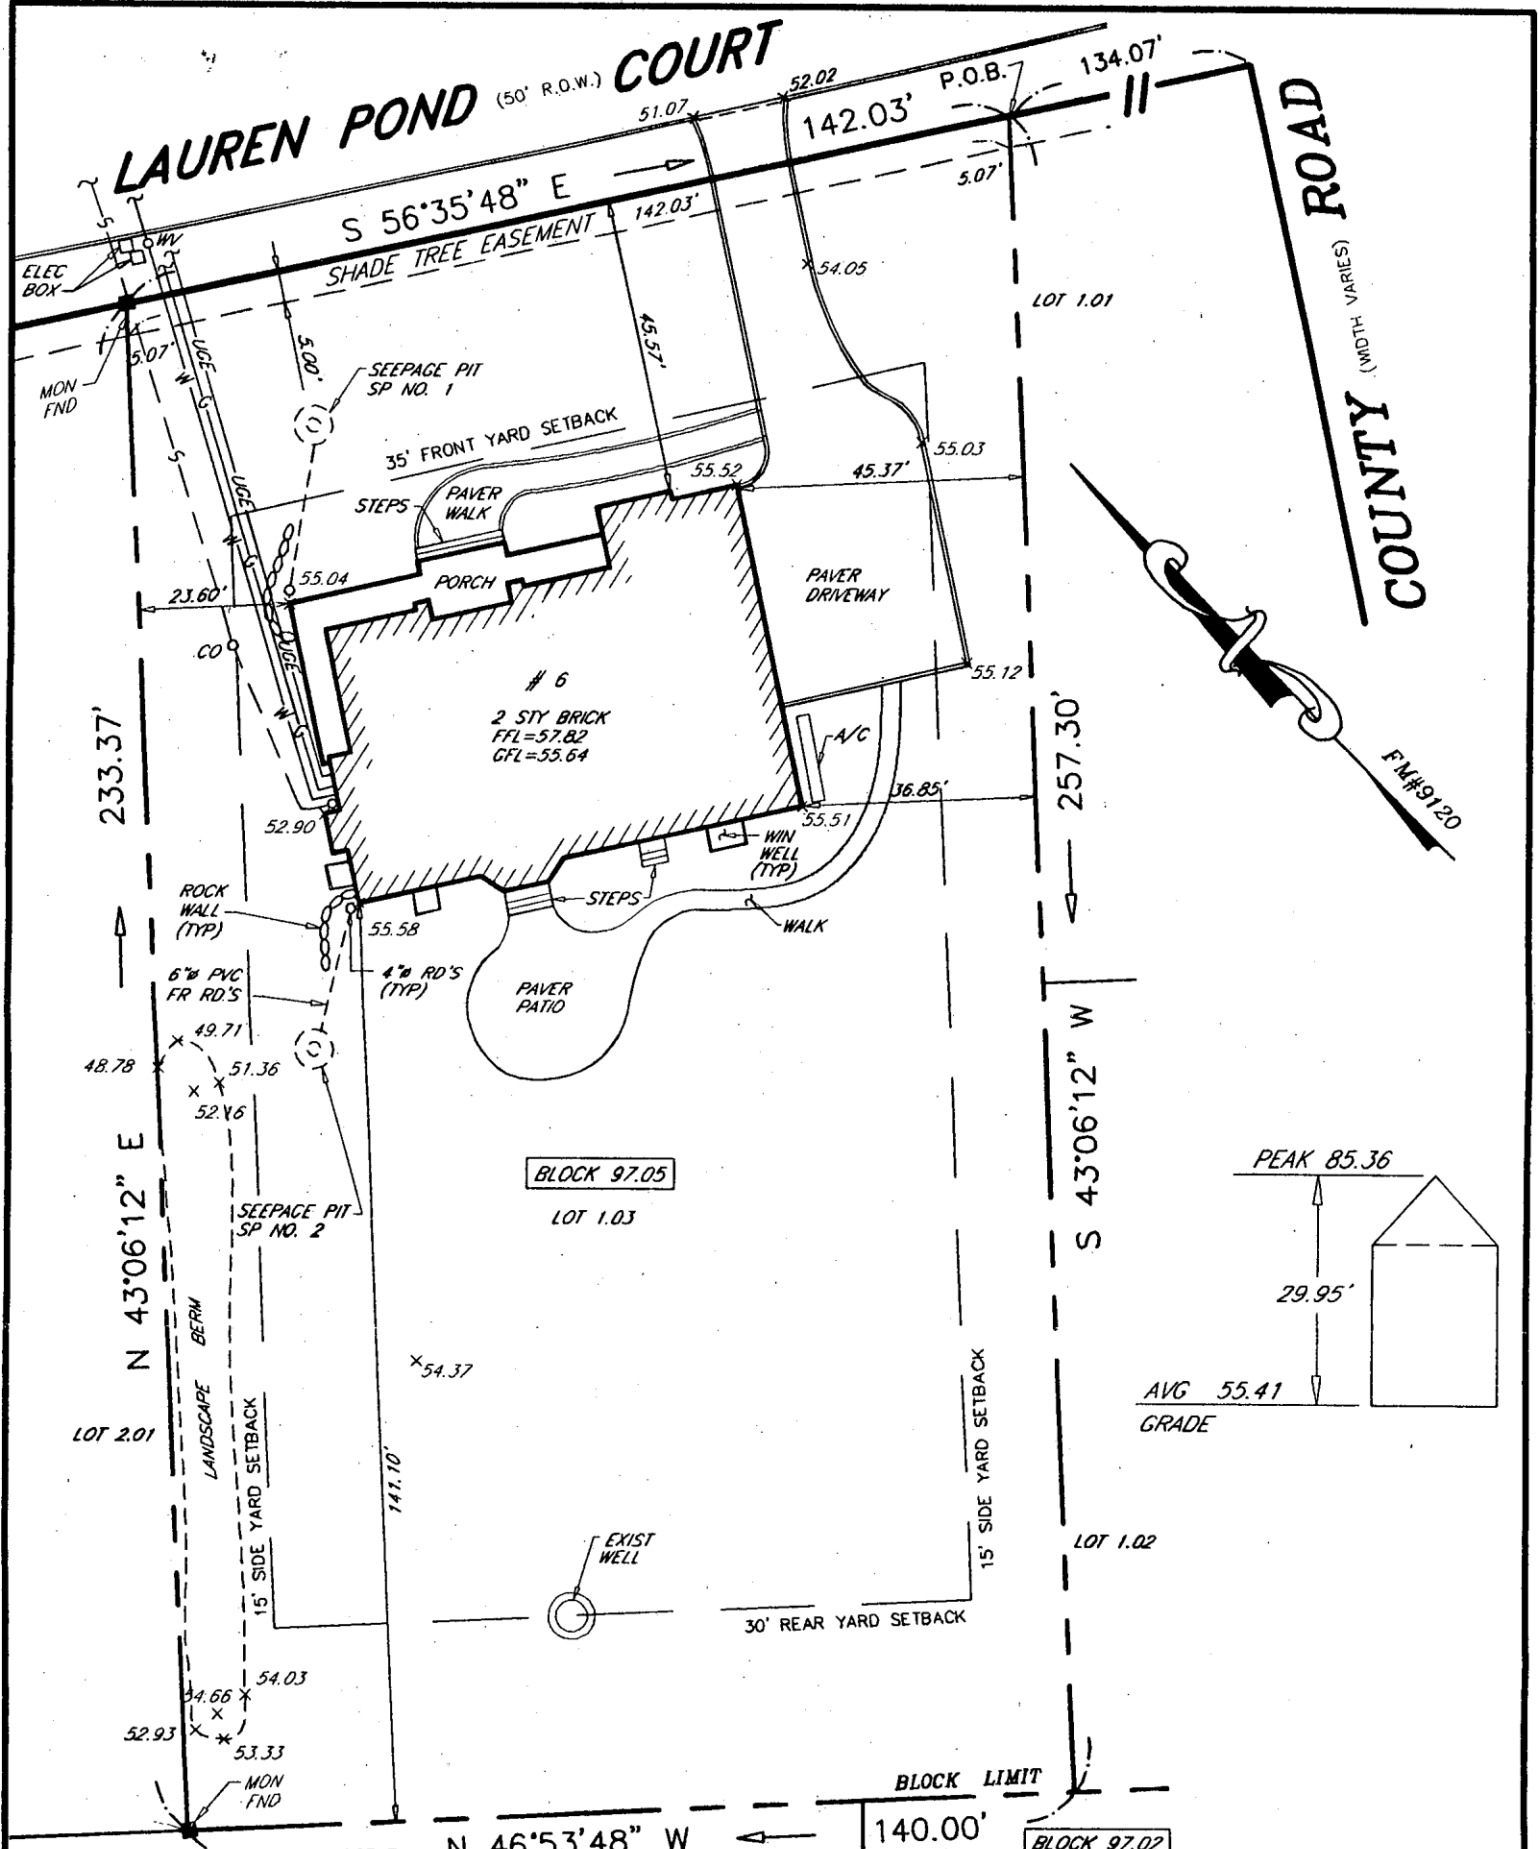 LAUREN POND (50' R.O.W.) COURT
51.07
52.02
142.03'
P.O.B.
134.07'
COUNTY (WIDTH VARIES) ROAD
S 56°35'48" E
142.03'
SHADE TREE EASEMENT
5.07'
ELEC
BOX
WV
S
5.07'
MON
FND
UGE
W
G
S
5.00'
SEEPAGE PIT
SP NO. 1
45.57'
54.05
LOT 1.01
35' FRONT YARD SETBACK
55.52
45.37'
55.03
STEPS
PAVER
WALK
UGE
W
G
23.60'
55.04
PORCH
PAVER
DRIVEWAY
CO
UGE
W
G
# 6
2 STY BRICK
FFL=57.82
GFL=55.64
55.12
A/C
FM#9120
233.37'
257.30'
36.85'
52.90
55.51
WIN
WELL
(TYP)
ROCK
WALL
(TYP)
STEPS
55.58
WALK
6"ø PVC
FR RD'S
4"ø RD'S
(TYP)
PAVER
PATIO
49.71
48.78
51.36
52.16
N 43°06'12" E
S 43°06'12" W
BLOCK 97.05
LOT 1.03
SEEPAGE PIT
SP NO. 2
PEAK 85.36
29.95'
AVG 55.41
GRADE
LANDSCAPE BERM
54.37
LOT 2.01
15' SIDE YARD SETBACK
141.10'
15' SIDE YARD SETBACK
LOT 1.02
EXIST
WELL
30' REAR YARD SETBACK
54.03
54.66
52.93
53.33
MON
FND
BLOCK LIMIT
N 46°53'48" W
140.00'
BLOCK 97.02